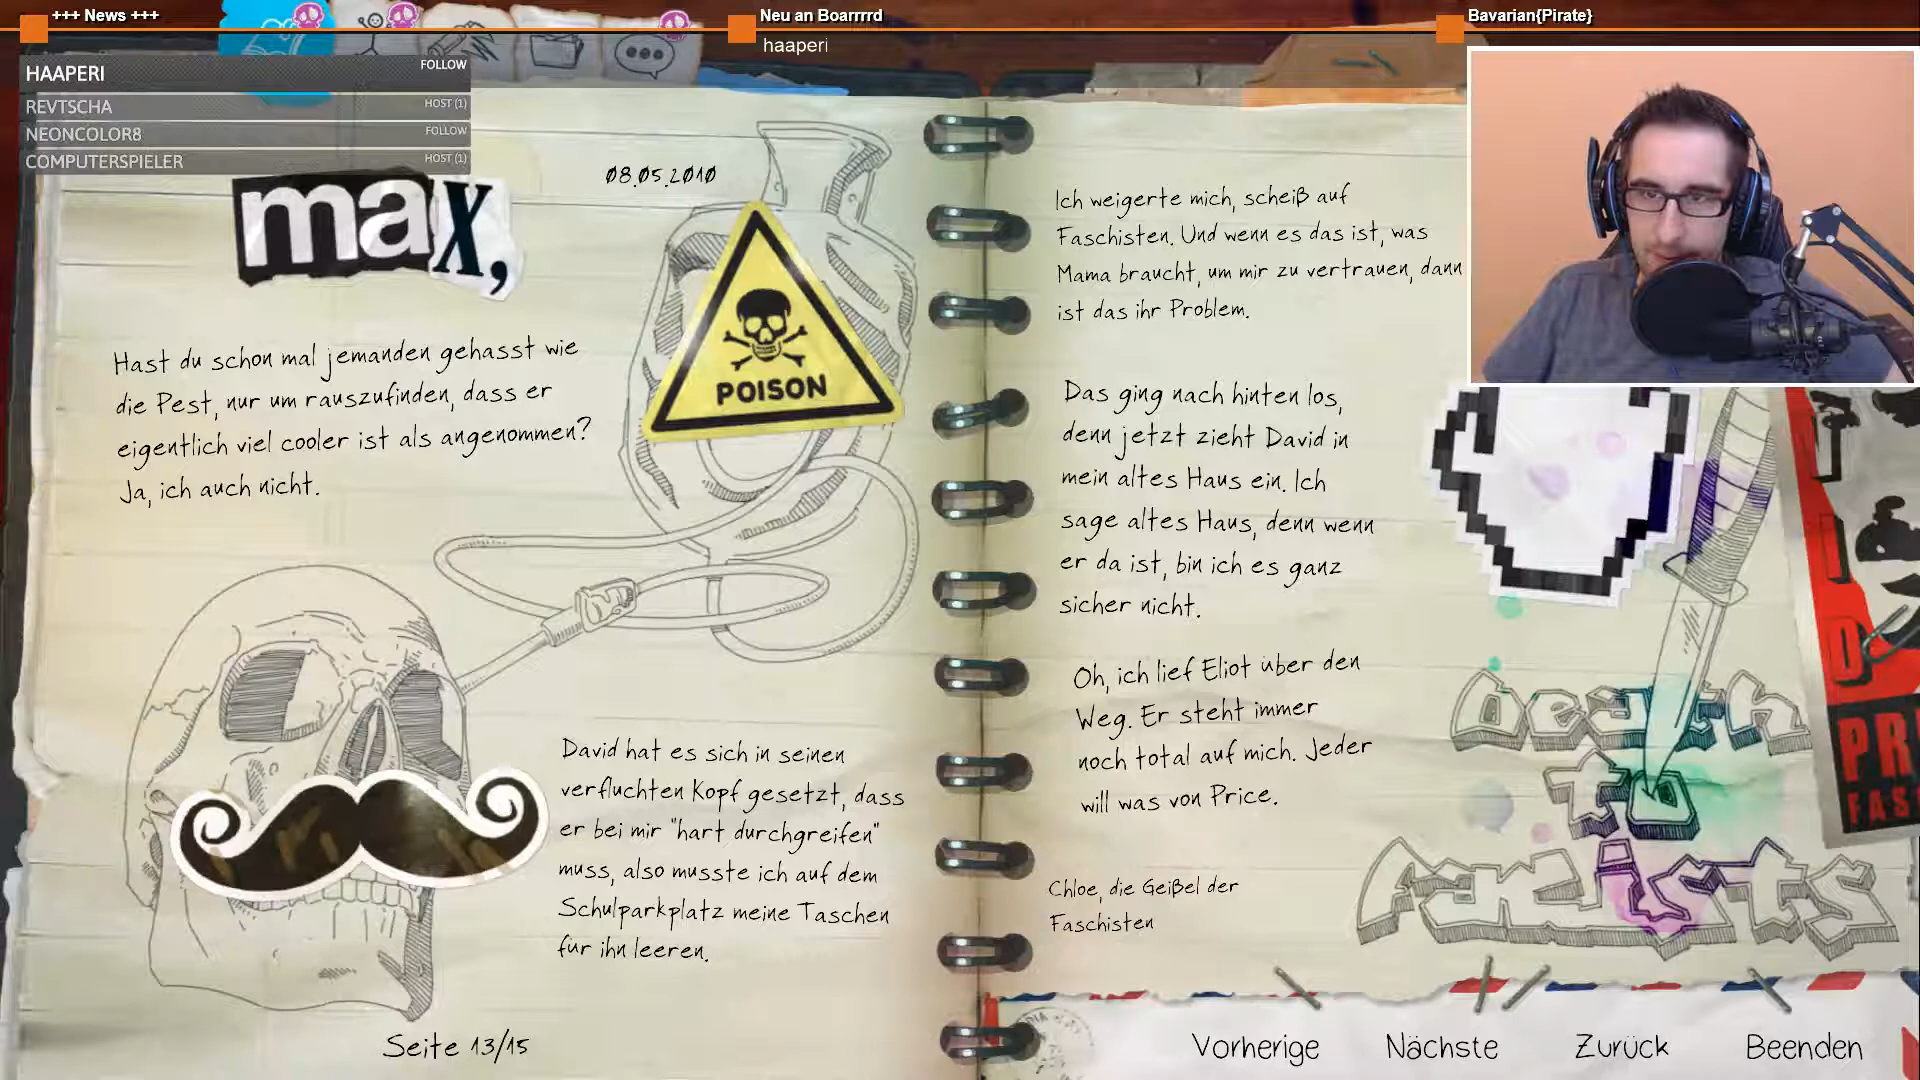 +++ News +++
Neu an Boarrrrd
haaperi
Bavarian{Pirate}
HAAPERI FOLLOW
REVTSCHA HOST (1)
NEONCOLOR8 FOLLOW
COMPUTERSPIELER HOST (1)
max,
08.05.2010
POISON
Hast du schon mal jemanden gehasst wie
die Pest, nur um rauszufinden, dass er
eigentlich viel cooler ist als angenommen?
Ja, ich auch nicht.
David hat es sich in seinen
verfluchten Kopf gesetzt, dass
er bei mir "hart durchgreifen"
muss, also musste ich auf dem
Schulparkplatz meine Taschen
für ihn leeren.
Seite 13/15
Ich weigerte mich, scheiß auf
Faschisten. Und wenn es das ist, was
Mama braucht, um mir zu vertrauen, dann
ist das ihr Problem.
Das ging nach hinten los,
denn jetzt zieht David in
mein altes Haus ein. Ich
sage altes Haus, denn wenn
er da ist, bin ich es ganz
sicher nicht.
Oh, ich lief Eliot über den
Weg. Er steht immer
noch total auf mich. Jeder
will was von Price.
Chloe, die Geißel der
Faschisten
Death
to
Vorherige
Nächste
Zurück
Beenden